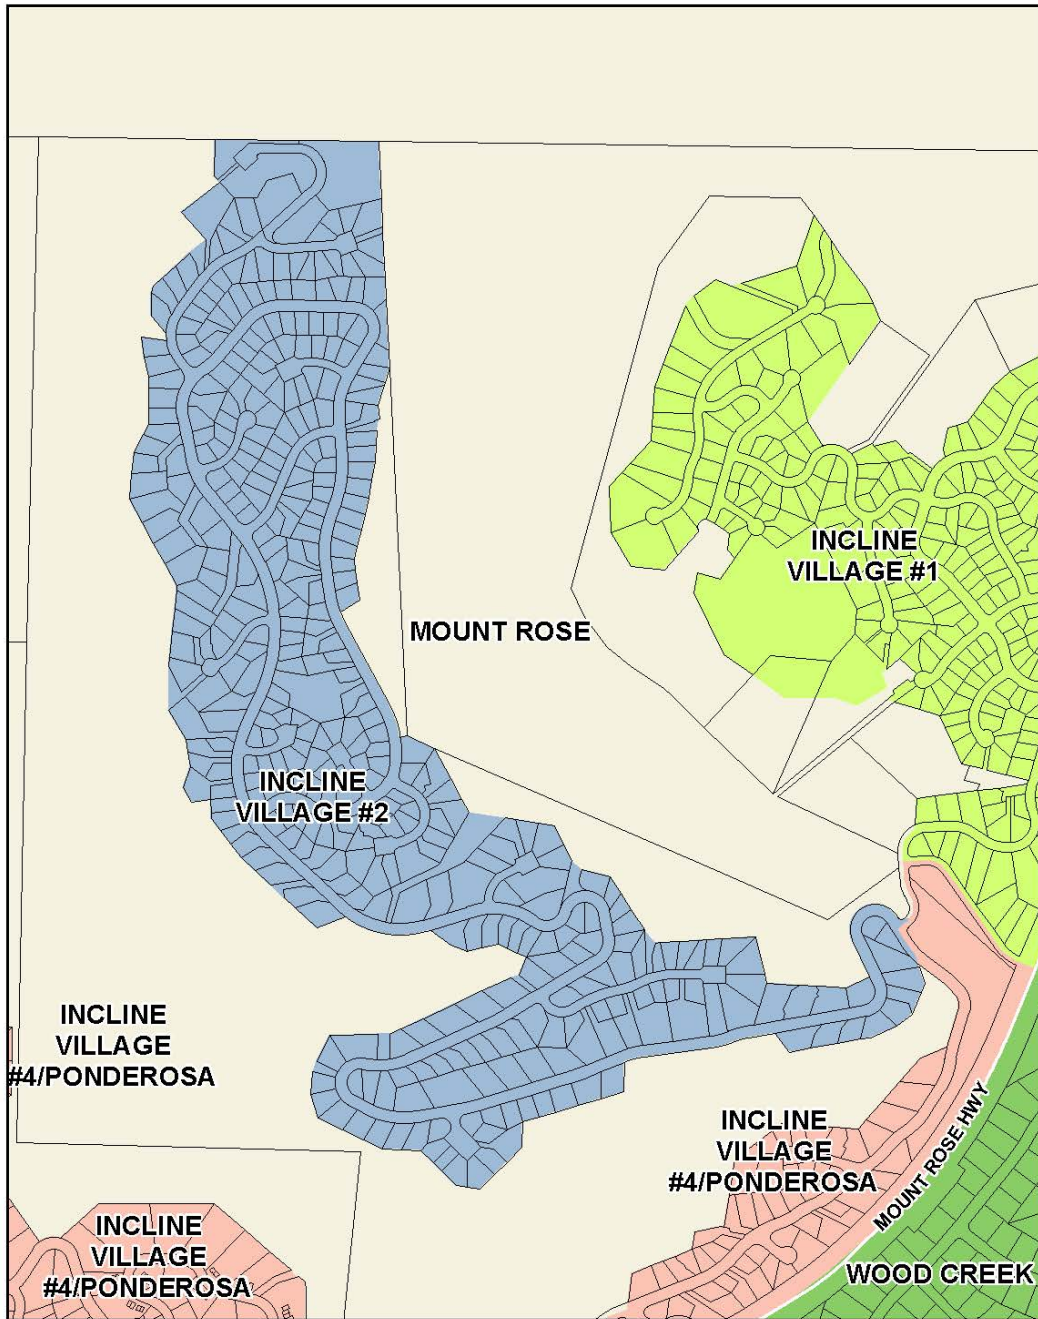 INCLINE
VILLAGE #1
MOUNT ROSE
INCLINE
VILLAGE #2
INCLINE
VILLAGE
#4/PONDEROSA
INCLINE
VILLAGE
#4/PONDEROSA
MOUNT ROSE HWY
INCLINE
VILLAGE
#4/PONDEROSA
WOOD CREEK